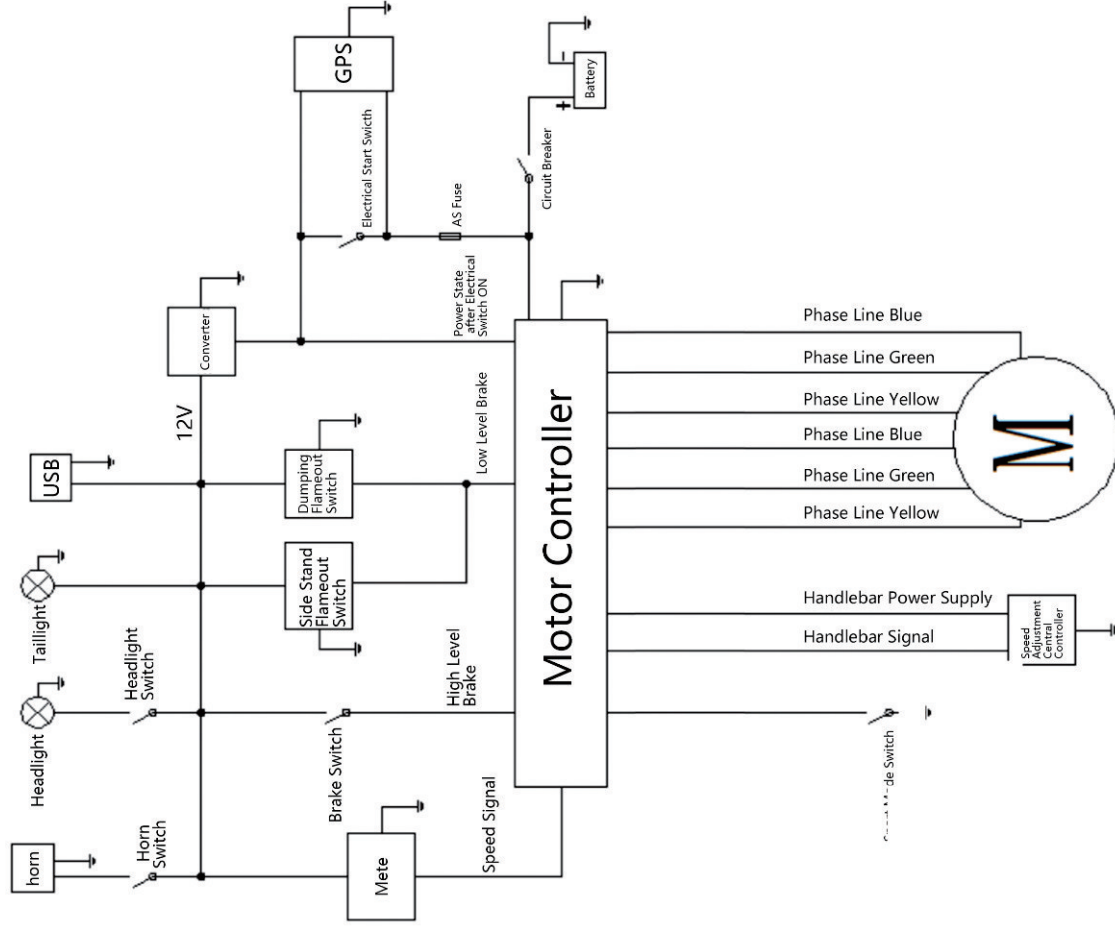 GPS
-
+
Battery
Electrical Start Swicth
AS Fuse
Circuit Breaker
Converter
12V
Power State
after Electrical
Switch ON
USB
Dumping
Flameout
Switch
Low Level Brake
Taillight
Side Stand
Flameout
Switch
Headlight
Headlight
Switch
Brake Switch
High Level
Brake
horn
Horn
Switch
Mete
Speed Signal
Motor Controller
Phase Line Blue
Phase Line Green
Phase Line Yellow
Phase Line Blue
Phase Line Green
Phase Line Yellow
M
Handlebar Power Supply
Handlebar Signal
Speed
Adjustment
Central
Controller
Switch